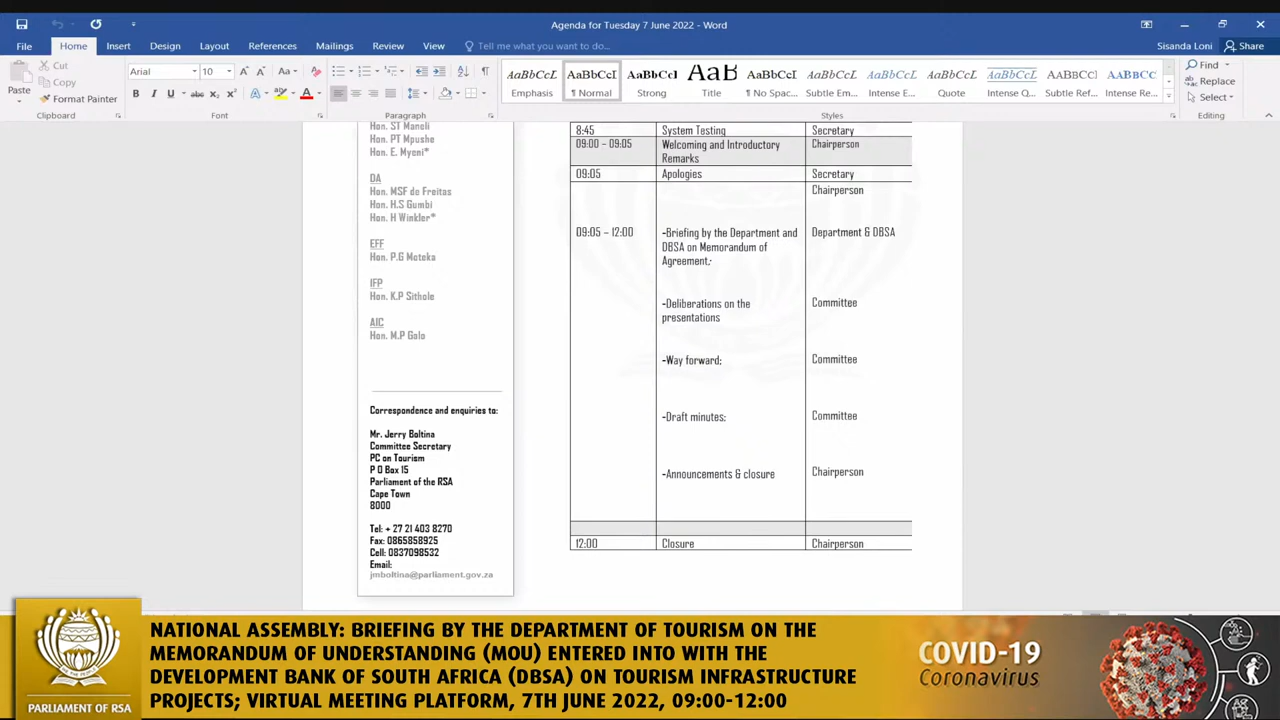 Agenda for Tuesday 7 June 2022 - Word
File Home Insert Design Layout References Mailings Review View Tell me what you want to do... Sisanda Loni Share
Paste
Cut
Copy
Format Painter
Clipboard
Arial 10
Font
Paragraph
AaBbCcL AaBbCcI AaBbCcI AaB AaBbCcI AaBbCcL AaBbCcL AaBbCcL AaBbCcL AABBCC AABBCC
Emphasis ¶ Normal Strong Title ¶ No Spac... Subtle Em... Intense E... Quote Intense Q... Subtle Ref... Intense Re...
Styles
Find
Replace
Select
Editing
Hon. ST Maneli
Hon. PT Mpushe
Hon. E. Myeni*
DA
Hon. MSF de Freitas
Hon. H.S Gumbi
Hon. H Winkler*
EFF
Hon. P.G Moteka
IFP
Hon. K.P Sithole
AIC
Hon. M.P Galo
Correspondence and enquiries to:
Mr. Jerry Boltina
Committee Secretary
PC on Tourism
P O Box 15
Parliament of the RSA
Cape Town
8000
Tel: + 27 21 403 8270
Fax: 0865858925
Cell: 0837098532
Email:
jmboltina@parliament.gov.za
8:45 System Testing Secretary
09:00 – 09:05 Welcoming and Introductory Chairperson
Remarks
09:05 Apologies Secretary
Chairperson
09:05 – 12:00 -Briefing by the Department and Department & DBSA
DBSA on Memorandum of
Agreement,·
-Deliberations on the Committee
presentations
-Way forward; Committee
-Draft minutes; Committee
-Announcements & closure Chairperson
12:00 Closure Chairperson
PARLIAMENT OF RSA
NATIONAL ASSEMBLY: BRIEFING BY THE DEPARTMENT OF TOURISM ON THE
MEMORANDUM OF UNDERSTANDING (MOU) ENTERED INTO WITH THE
DEVELOPMENT BANK OF SOUTH AFRICA (DBSA) ON TOURISM INFRASTRUCTURE
PROJECTS; VIRTUAL MEETING PLATFORM, 7TH JUNE 2022, 09:00-12:00
COVID-19
Coronavirus